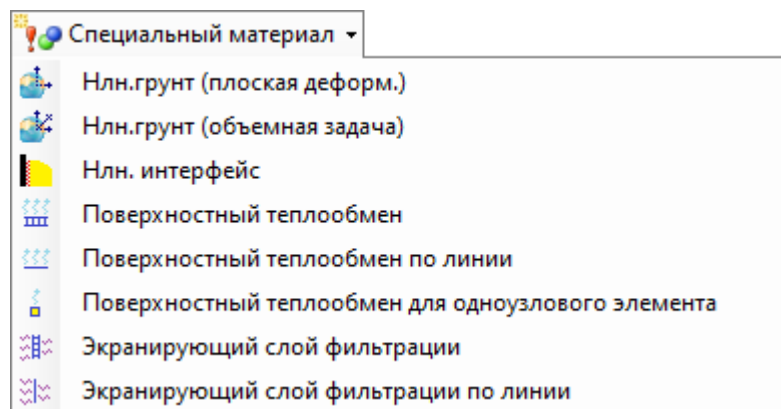 Специальный материал
Нлн.грунт (плоская деформ.)
Нлн.грунт (объемная задача)
Нлн. интерфейс
Поверхностный теплообмен
Поверхностный теплообмен по линии
Поверхностный теплообмен для одноузлового элемента
Экранирующий слой фильтрации
Экранирующий слой фильтрации по линии